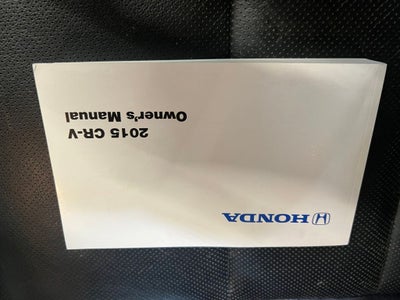 HONDA
2015 CR-V
Owner's Manual